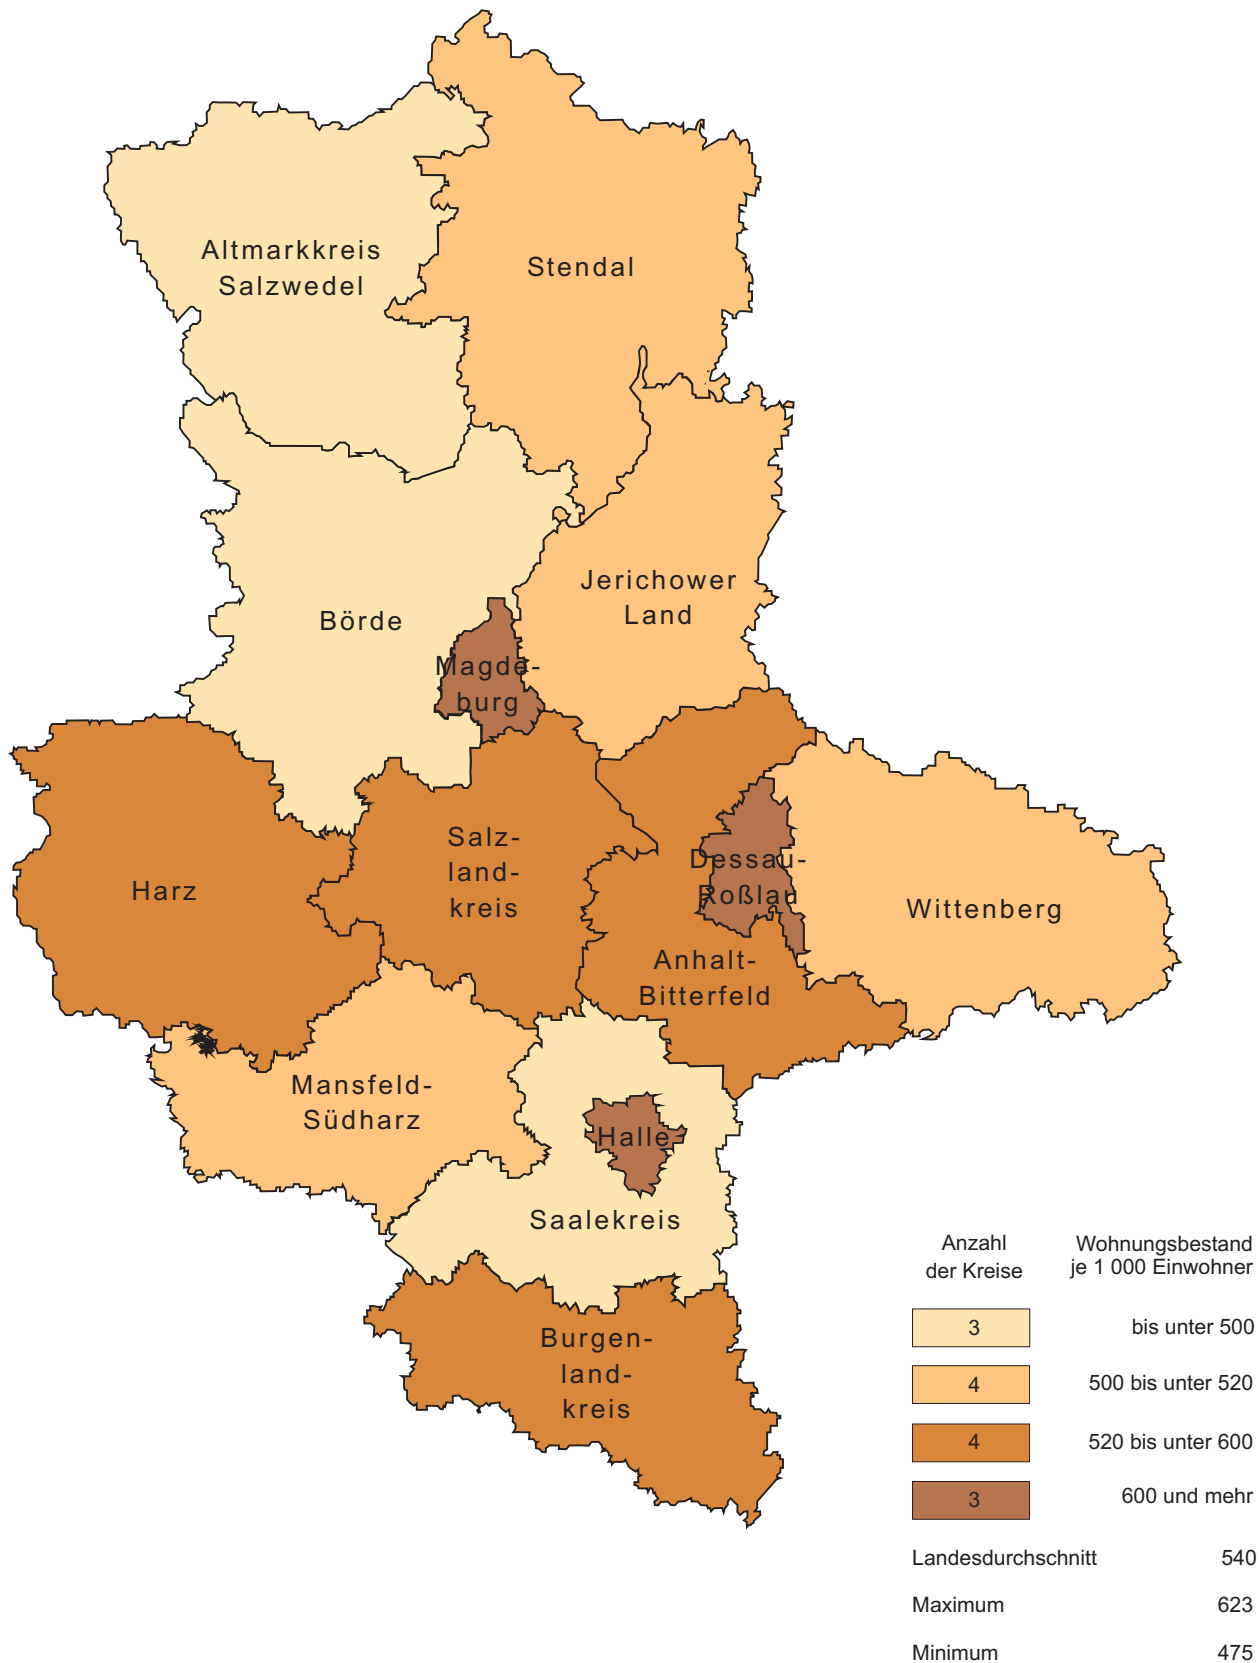 Altmarkkreis
Salzwedel
Stendal
Jerichower
Land
Börde
Magde-
burg
Salz-
land-
kreis
Harz
Dessau-
Roßlau
Wittenberg
Anhalt-
Bitterfeld
Mansfeld-
Südharz
Halle
Saalekreis
Burgen-
land-
kreis
Anzahl
der Kreise
Wohnungsbestand
je 1 000 Einwohner
3 bis unter 500
4 500 bis unter 520
4 520 bis unter 600
3 600 und mehr
Landesdurchschnitt 540
Maximum 623
Minimum 475